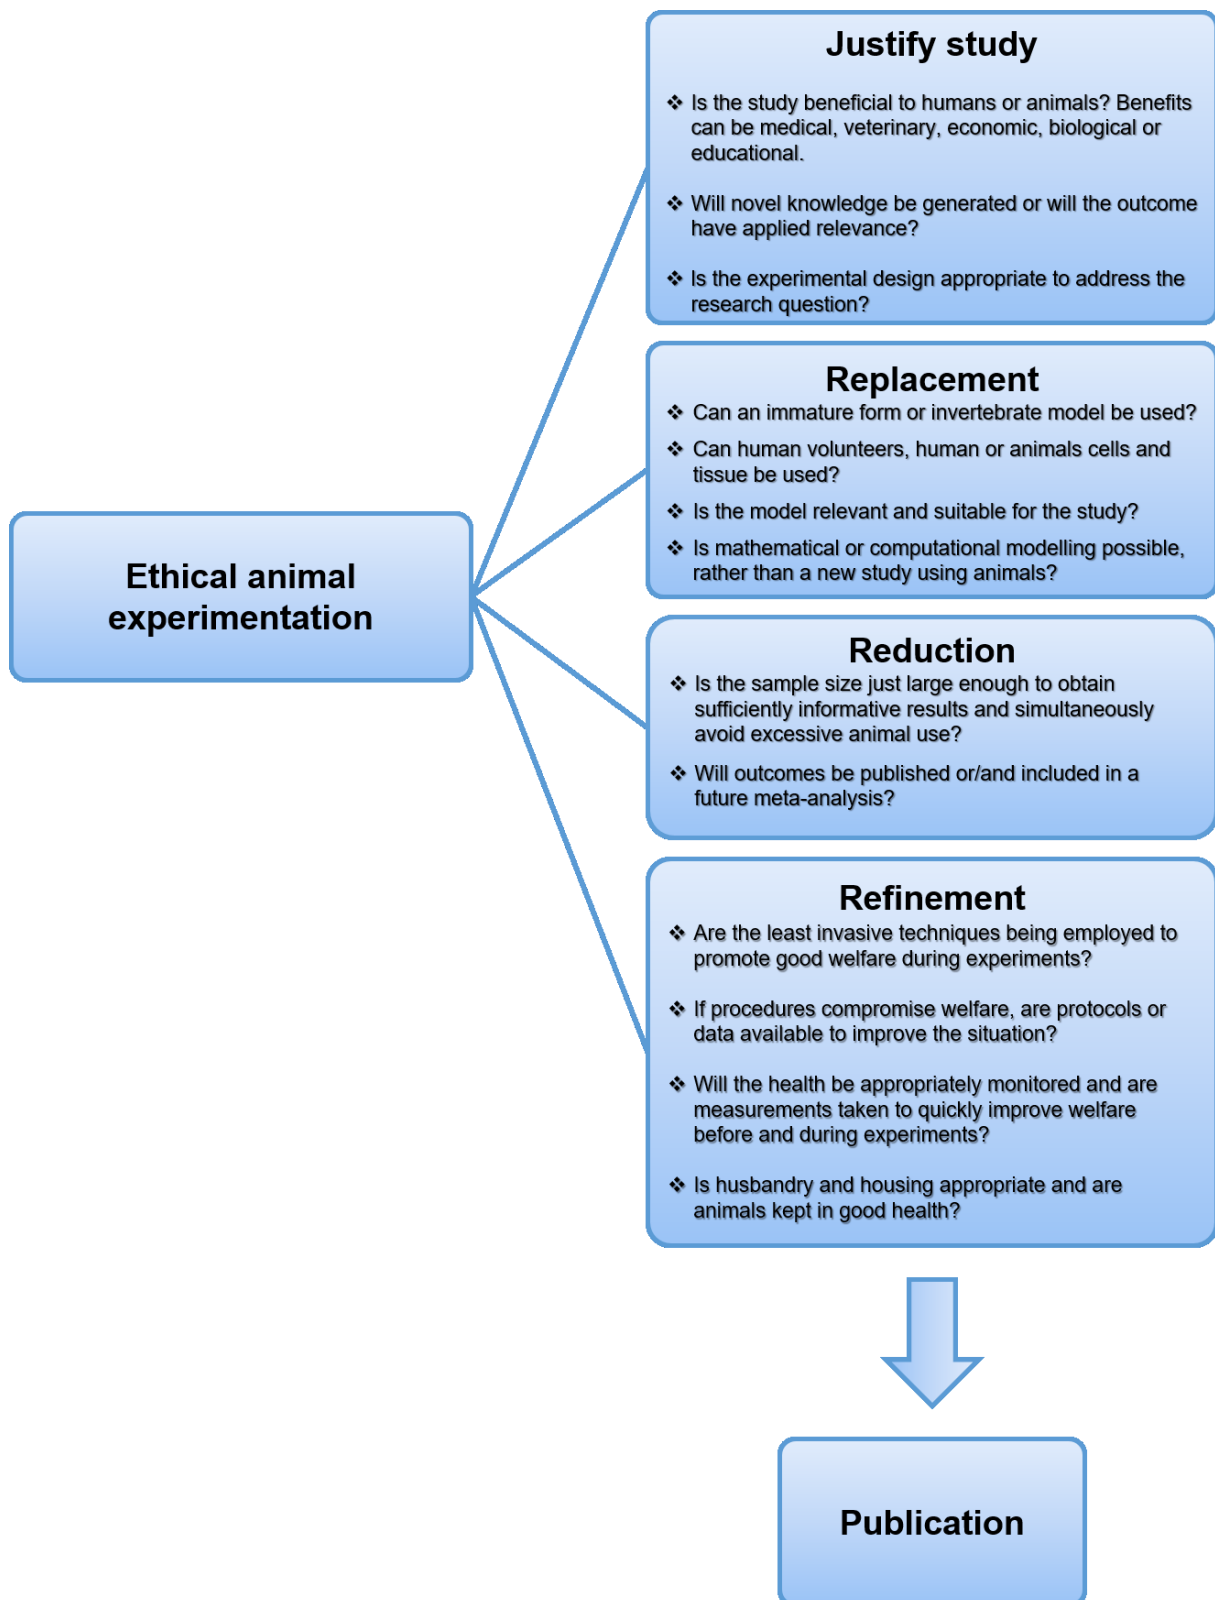 Justify study
❖ Is the study beneficial to humans or animals? Benefits
can be medical, veterinary, economic, biological or
educational.
❖ Will novel knowledge be generated or will the outcome
have applied relevance?
❖ Is the experimental design appropriate to address the
research question?
Replacement
❖ Can an immature form or invertebrate model be used?
❖ Can human volunteers, human or animals cells and
tissue be used?
❖ Is the model relevant and suitable for the study?
❖ Is mathematical or computational modelling possible,
rather than a new study using animals?
Ethical animal
experimentation
Reduction
❖ Is the sample size just large enough to obtain
sufficiently informative results and simultaneously
avoid excessive animal use?
❖ Will outcomes be published or/and included in a
future meta-analysis?
Refinement
❖ Are the least invasive techniques being employed to
promote good welfare during experiments?
❖ If procedures compromise welfare, are protocols or
data available to improve the situation?
❖ Will the health be appropriately monitored and are
measurements taken to quickly improve welfare
before and during experiments?
❖ Is husbandry and housing appropriate and are
animals kept in good health?
Publication